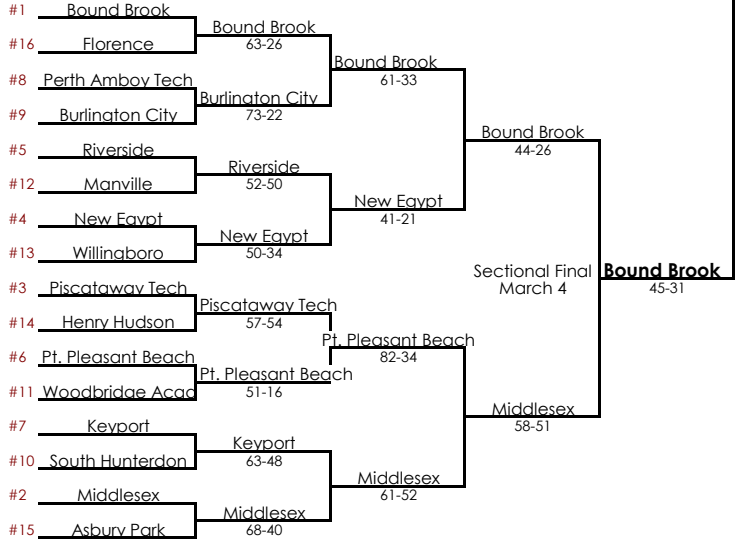 #1 Bound Brook
#16 Florence
Bound Brook
63-26
#8 Perth Amboy Tech
#9 Burlington City
Burlington City
73-22
Bound Brook
61-33
#5 Riverside
#12 Manville
Riverside
52-50
#4 New Egypt
#13 Willingboro
New Egypt
50-34
New Egypt
41-21
Bound Brook
44-26
#3 Piscataway Tech
#14 Henry Hudson
Piscataway Tech
57-54
#6 Pt. Pleasant Beach
#11 Woodbridge Acad
Pt. Pleasant Beach
51-16
Pt. Pleasant Beach
82-34
#7 Keyport
#10 South Hunterdon
Keyport
63-48
#2 Middlesex
#15 Asbury Park
Middlesex
68-40
Middlesex
61-52
Middlesex
58-51
Sectional Final
March 4
Bound Brook
45-31